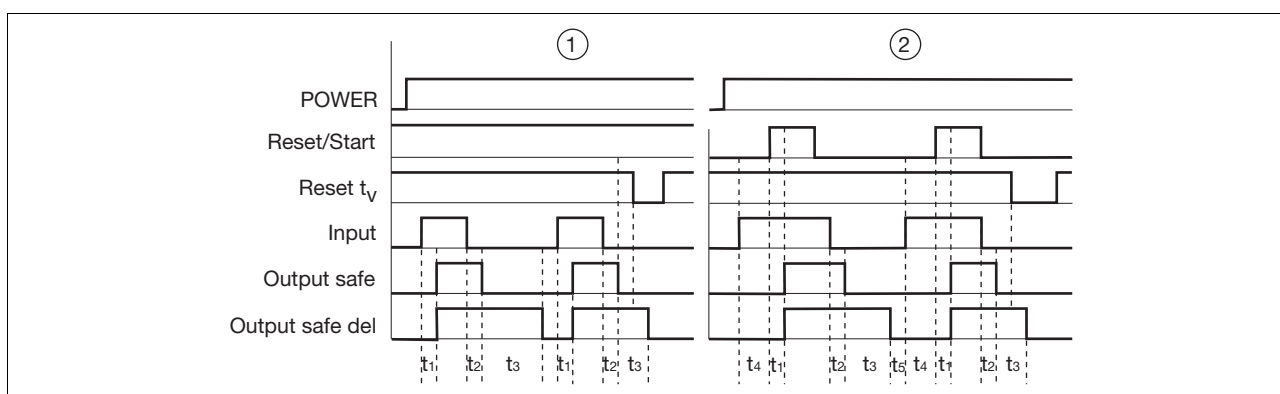 ① ②
POWER
Reset/Start
Reset tV
Input
Output safe
Output safe del
t1 t2 t3 t1 t2 t3 t4 t1 t2 t3 t5 t4 t1 t2 t3